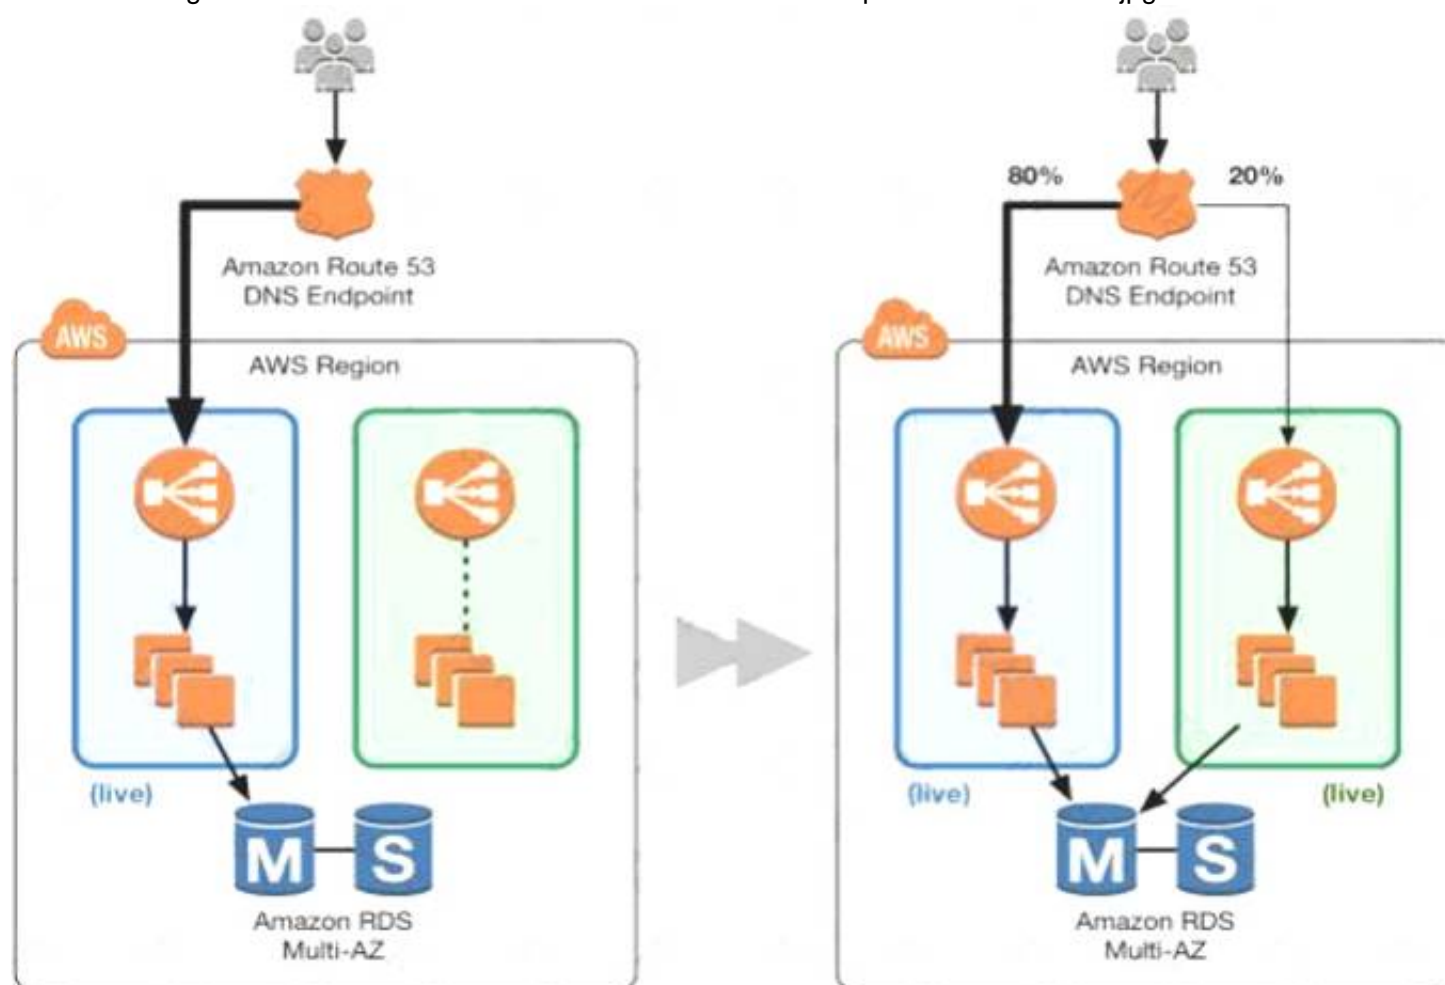 80%
20%
Amazon Route 53
DNS Endpoint
Amazon Route 53
DNS Endpoint
AWS
AWS Region
AWS
AWS Region
(live)
(live)
(live)
M
S
M
S
Amazon RDS
Multi-AZ
Amazon RDS
Multi-AZ